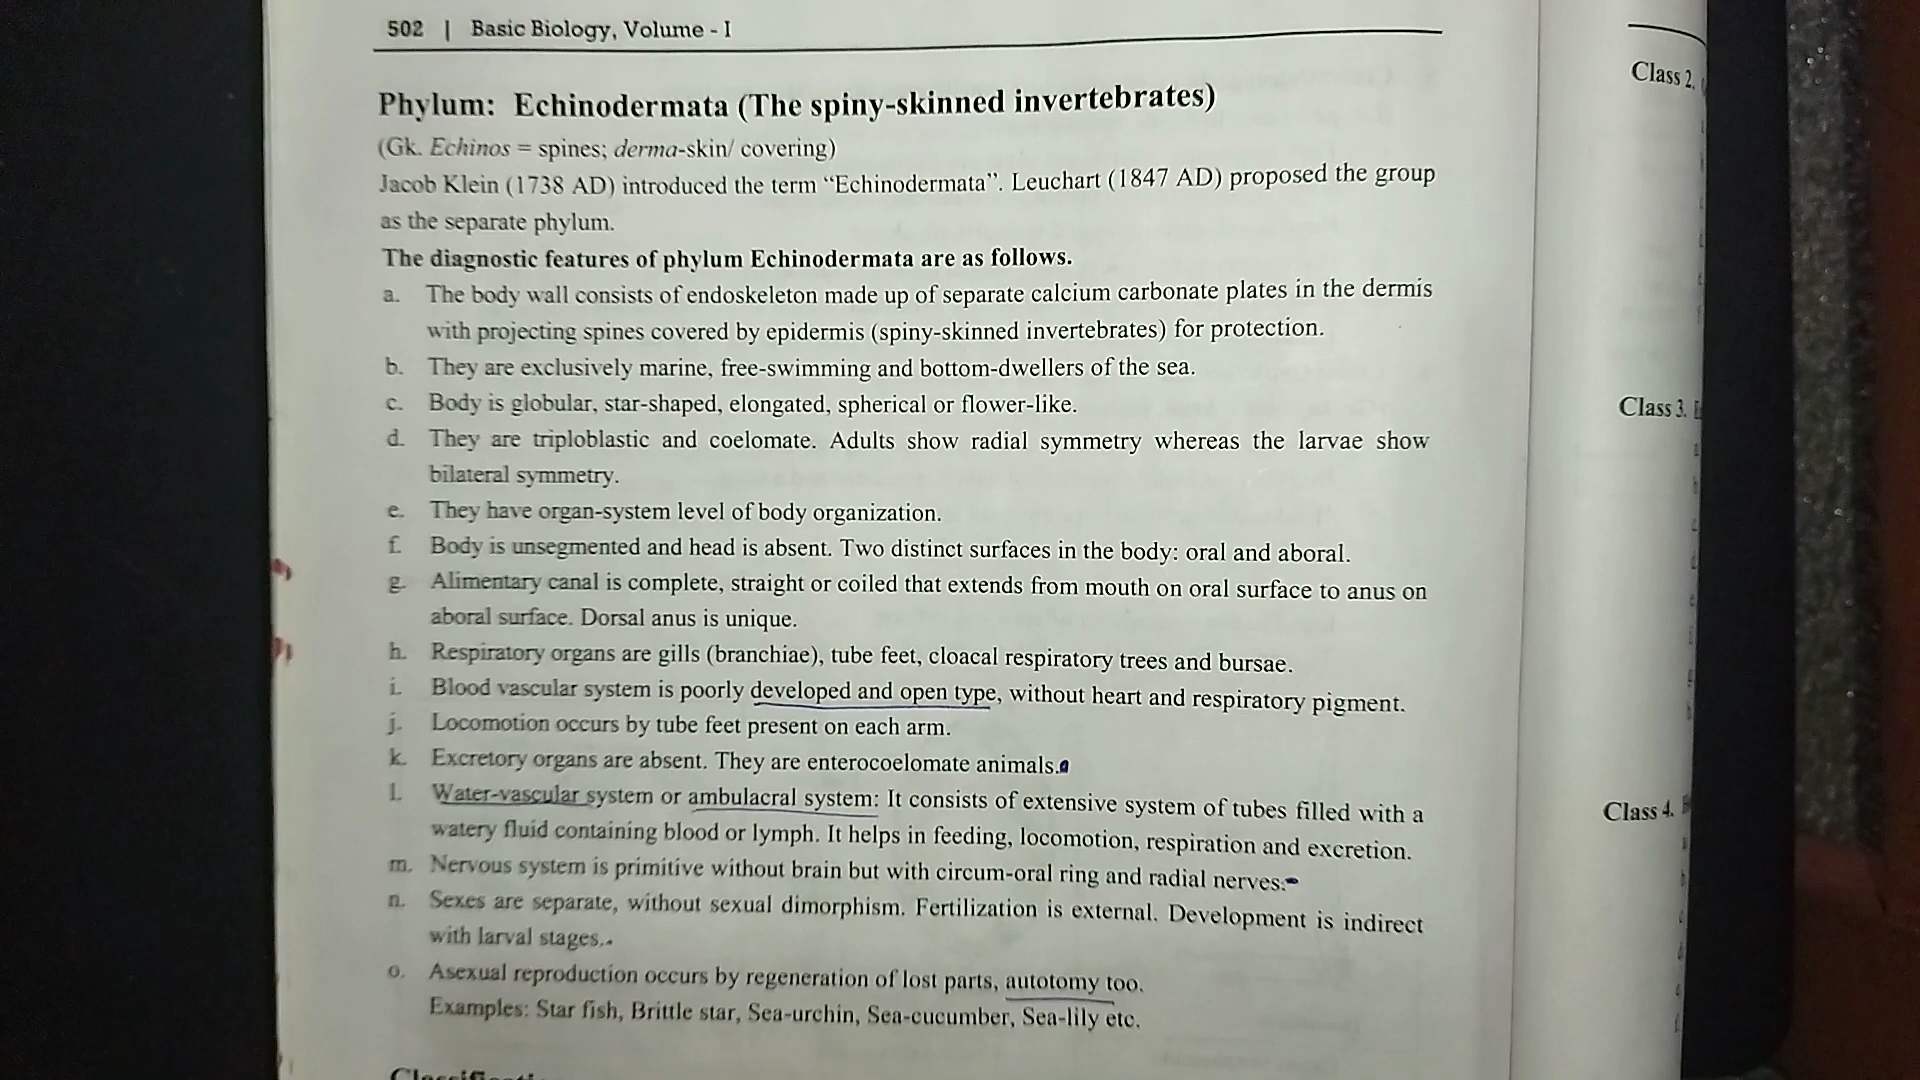 502 | Basic Biology, Volume - I
Phylum: Echinodermata (The spiny-skinned invertebrates)
(Gk. Echinos = spines; derma-skin/ covering)
Jacob Klein (1738 AD) introduced the term “Echinodermata”. Leuchart (1847 AD) proposed the group
as the separate phylum.
The diagnostic features of phylum Echinodermata are as follows.
a. The body wall consists of endoskeleton made up of separate calcium carbonate plates in the dermis
with projecting spines covered by epidermis (spiny-skinned invertebrates) for protection.
b. They are exclusively marine, free-swimming and bottom-dwellers of the sea.
c. Body is globular, star-shaped, elongated, spherical or flower-like.
d. They are triploblastic and coelomate. Adults show radial symmetry whereas the larvae show
bilateral symmetry.
e. They have organ-system level of body organization.
f. Body is unsegmented and head is absent. Two distinct surfaces in the body: oral and aboral.
g. Alimentary canal is complete, straight or coiled that extends from mouth on oral surface to anus on
aboral surface. Dorsal anus is unique.
h. Respiratory organs are gills (branchiae), tube feet, cloacal respiratory trees and bursae.
i. Blood vascular system is poorly developed and open type, without heart and respiratory pigment.
j. Locomotion occurs by tube feet present on each arm.
k. Excretory organs are absent. They are enterocoelomate animals.
l. Water-vascular system or ambulacral system: It consists of extensive system of tubes filled with a
watery fluid containing blood or lymph. It helps in feeding, locomotion, respiration and excretion.
m. Nervous system is primitive without brain but with circum-oral ring and radial nerves.
n. Sexes are separate, without sexual dimorphism. Fertilization is external. Development is indirect
with larval stages.
o. Asexual reproduction occurs by regeneration of lost parts, autotomy too.
Examples: Star fish, Brittle star, Sea-urchin, Sea-cucumber, Sea-lily etc.
Class 2.
Class 3.
Class 4.